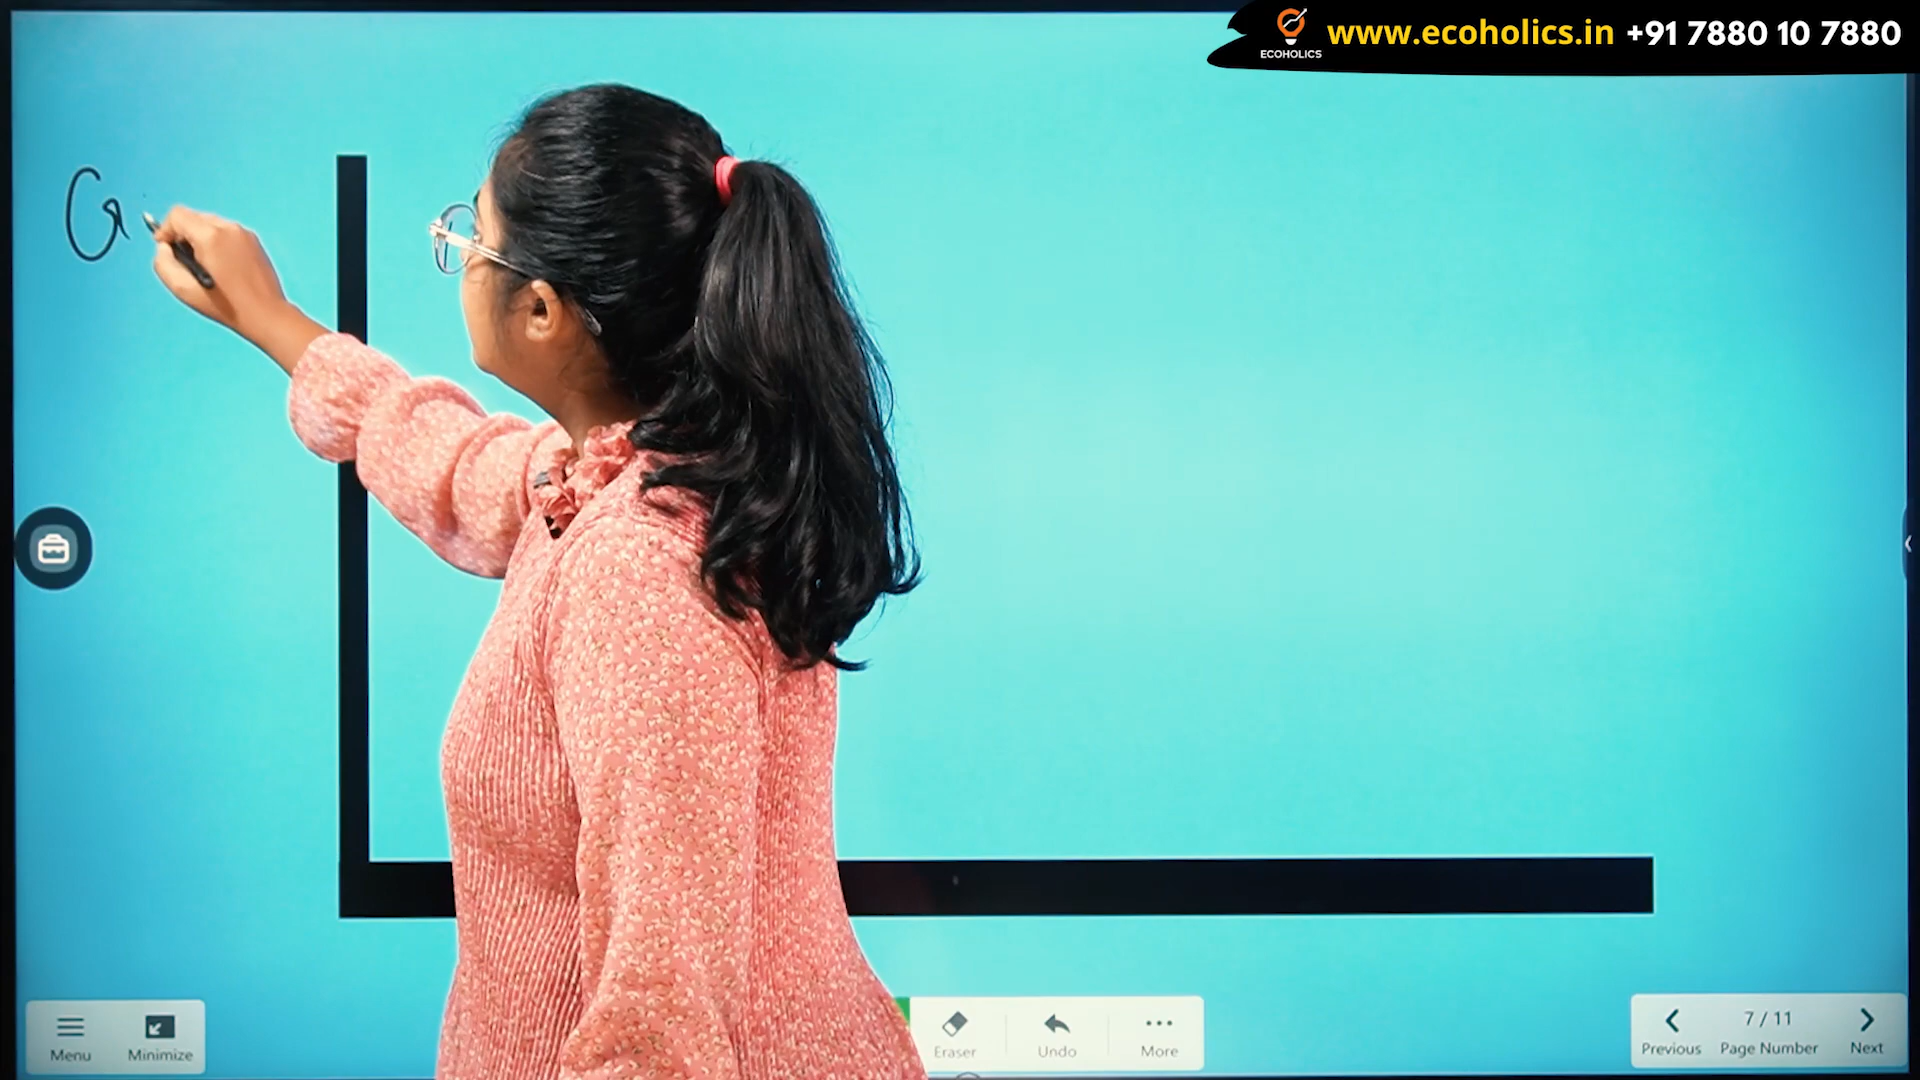 ECOHOLICS
www.ecoholics.in +91 7880 10 7880
G
Menu
Minimize
Eraser
Undo
More
Previous
7 / 11
Page Number
Next